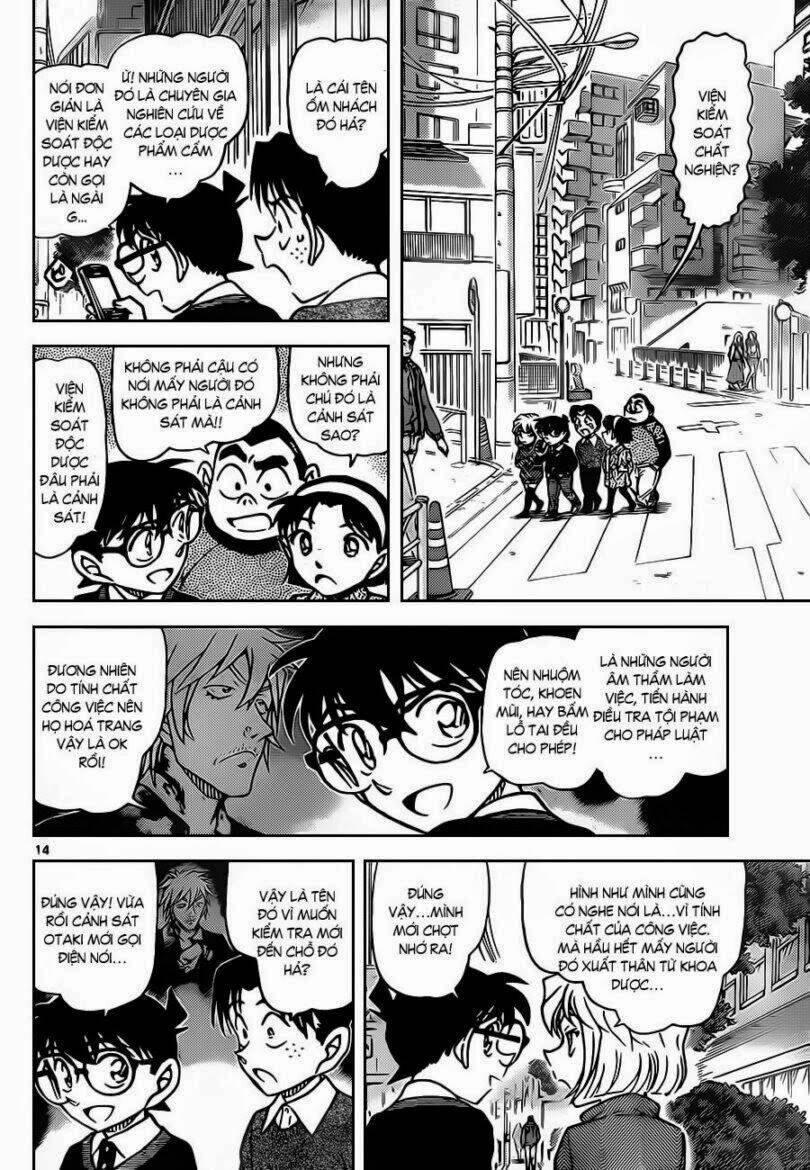 VIỆN
KIỂM
SOÁT
CHẤT
NGHIỆN?
LÀ CÁI TÊN
ỐM NHÁCH
ĐÓ HẢ?
Ừ! NHỮNG NGƯỜI
ĐÓ LÀ CHUYÊN GIA
NGHIÊN CỨU VỀ
CÁC LOẠI DƯỢC
PHẨM CẤM
...
NÓI ĐƠN
GIẢN LÀ
VIỆN KIỂM
SOÁT ĐỘC
DƯỢC HAY
CÒN GỌI
LÀ NGÀI
G...
NHƯNG
KHÔNG PHẢI
CHÚ ĐÓ LÀ
CẢNH SÁT
SAO?
KHÔNG PHẢI CẬU CÓ
NÓI MẤY NGƯỜI ĐÓ
KHÔNG PHẢI LÀ CẢNH
SÁT MÀ!!
VIỆN
KIỂM SOÁT
ĐỘC
DƯỢC
ĐÂU PHẢI
LÀ CẢNH
SÁT!
LÀ NHỮNG NGƯỜI
ÂM THẦM LÀM
VIỆC, TIẾN HÀNH
ĐIỀU TRA TỘI PHẠM
CHO PHÁP LUẬT
...
NÊN NHUỘM
TÓC, KHOEN
MŨI, HAY BẤM
LỖ TAI ĐỀU
CHO PHÉP!
ĐƯƠNG NHIÊN
DO TÍNH CHẤT
CÔNG VIỆC NÊN
HỌ HOÁ TRANG
VẬY LÀ OK
RỒI!
14
HÌNH NHƯ MÌNH CŨNG
CÓ NGHE NÓI LÀ...VÌ TÍNH
CHẤT CỦA CÔNG VIỆC.
MÀ HẦU HẾT MẤY NGƯỜI
ĐÓ XUẤT THÂN TỪ KHOA
DƯỢC...
ĐÚNG
VẬY...MÌNH
MỚI CHỢT
NHỚ RA!
VẬY LÀ TÊN
ĐÓ VÌ MUỐN
KIỂM TRA MỚI
ĐẾN CHỖ ĐÓ
HẢ?
ĐÚNG VẬY! VỪA
RỒI CẢNH SÁT
OTAKI MỚI GỌI
ĐIỆN NÓI...